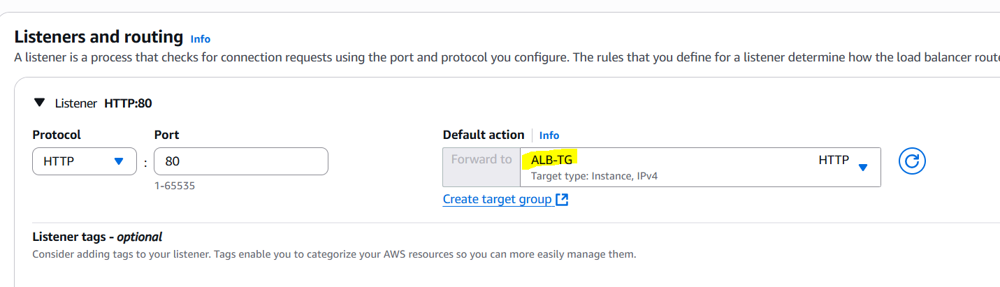 Listeners and routing Info
A listener is a process that checks for connection requests using the port and protocol you configure. The rules that you define for a listener determine how the load balancer
Listener HTTP:80
Protocol Port Default action Info
HTTP : 80 Forward to ALB-TG HTTP
Target type: Instance, IPv4
1-65535
Create target group
Listener tags - optional
Consider adding tags to your listener. Tags enable you to categorize your AWS resources so you can more easily manage them.